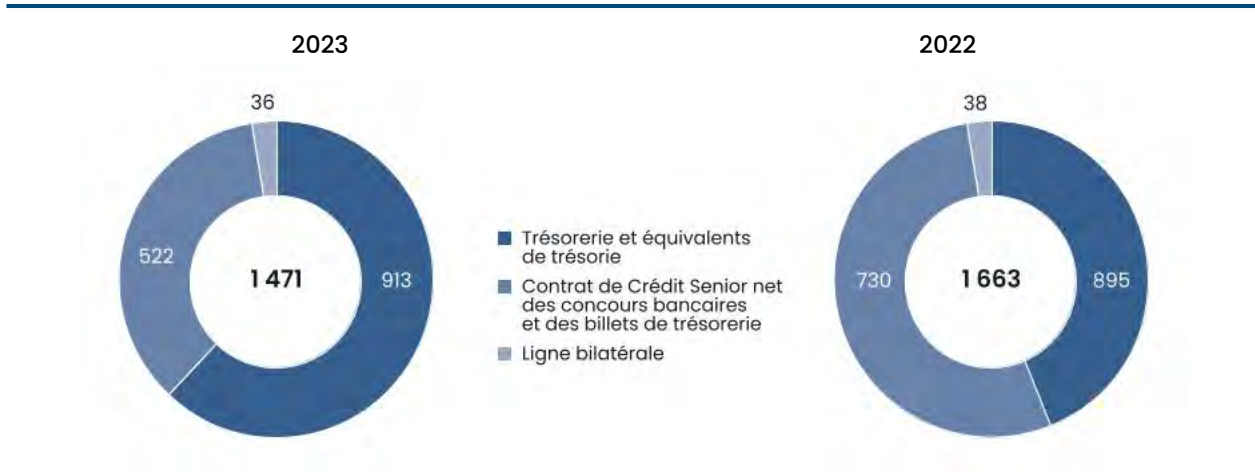 2023
36
522
1 471
913
Trésorerie et équivalents
de trésorie
Contrat de Crédit Senior net
des concours bancaires
et des billets de trésorerie
Ligne bilatérale
2022
38
730
1 663
895